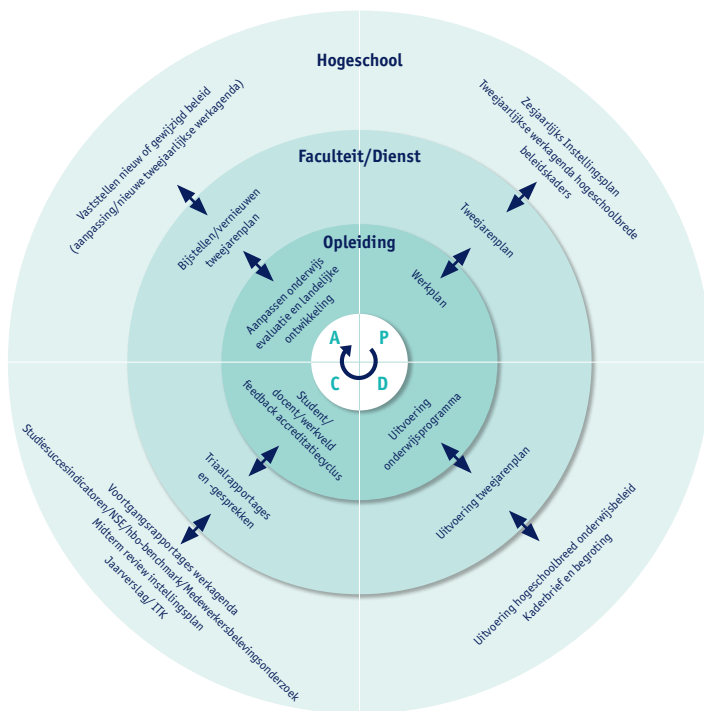 Hogeschool
Vaststellen nieuw of gewijzigd beleid
(aanpassing/nieuwe tweejaarlijkse werkagenda)
Zesjaarlijks Instellingsplan
Tweejaarlijkse werkagenda hogeschoolbrede
beleidskaders
Faculteit/Dienst
Bijstellen/vernieuwen
tweejarenplan
Tweejarenplan
Opleiding
Aanpassen onderwijs
evaluatie en landelijke
ontwikkeling
Werkplan
A
P
C
D
Student/
docent/werkveld
feedback accreditatiecyclus
Uitvoering
onderwijsprogramma
Triaalrapportages
en -gesprekken
Uitvoering tweejarenplan
Voortgangsrapportages werkagenda
Studiesuccesindicatoren/NSE/hbo-benchmark/Medewerkersbelevingsonderzoek
Midterm review instellingsplan
Jaarverslag/ ITK
Uitvoering hogeschoolbreed onderwijsbeleid
Kaderbrief en begroting